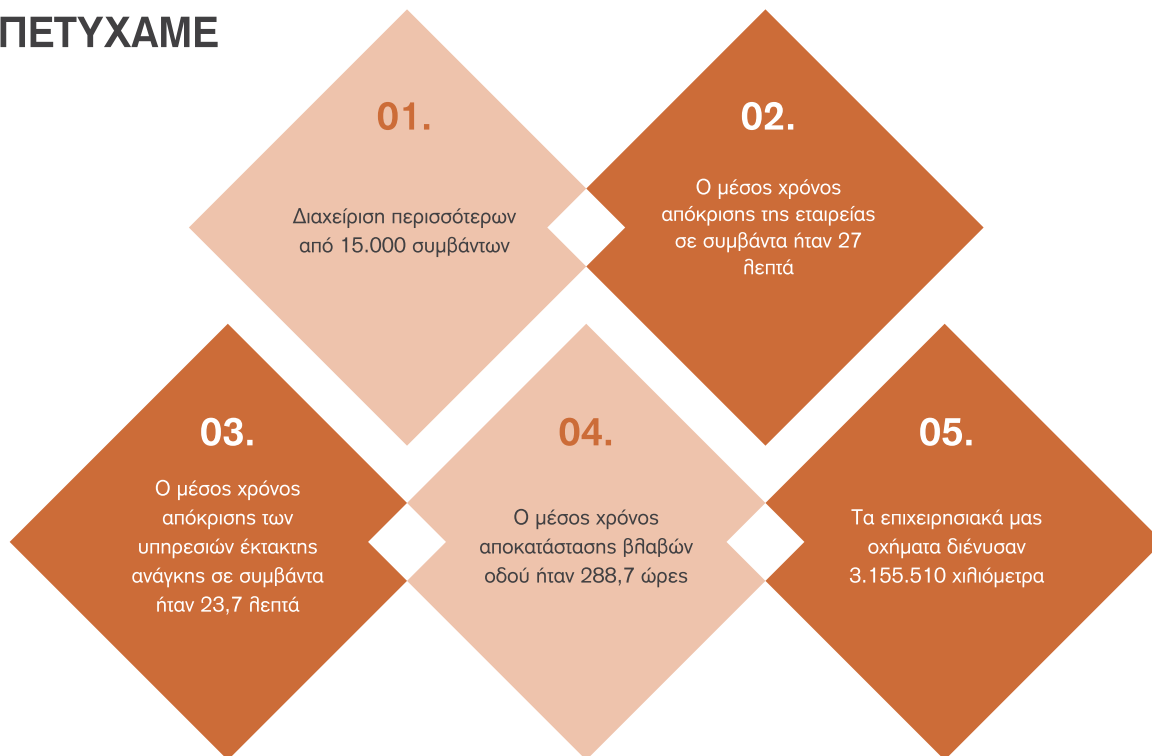 ΠΕΤΥΧΑΜΕ
01.
Διαχείριση περισσότερων
από 15.000 συμβάντων
02.
Ο μέσος χρόνος
απόκρισης της εταιρείας
σε συμβάντα ήταν 27
λεπτά
03.
Ο μέσος χρόνος
απόκρισης των
υπηρεσιών έκτακτης
ανάγκης σε συμβάντα
ήταν 23,7 λεπτά
04.
Ο μέσος χρόνος
αποκατάστασης βλαβών
οδού ήταν 288,7 ώρες
05.
Τα επιχειρησιακά μας
οχήματα διένυσαν
3.155.510 χιλιόμετρα